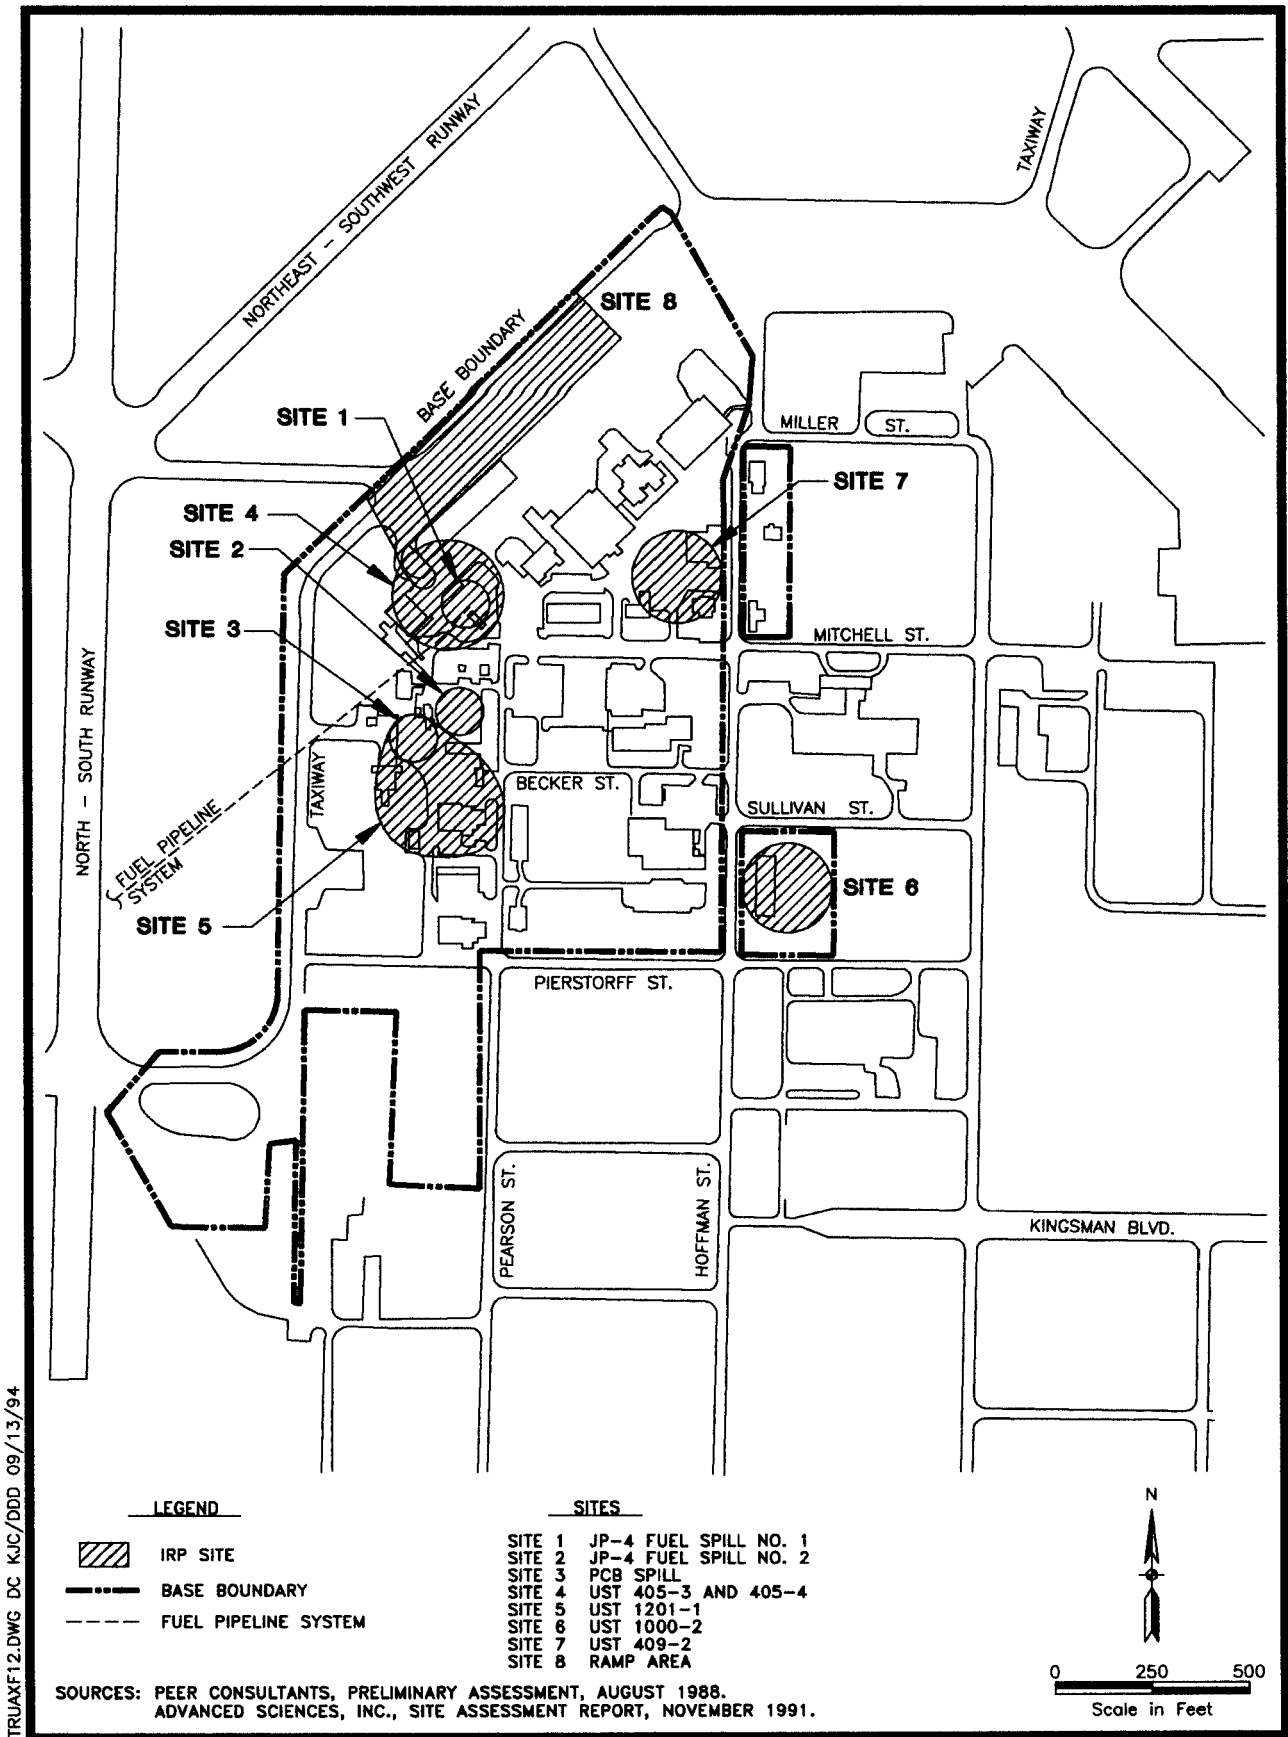 NORTHEAST - SOUTHWEST RUNWAY
TAXIWAY
SITE 8
BASE BOUNDARY
SITE 1
MILLER ST.
SITE 7
SITE 4
SITE 2
SITE 3
MITCHELL ST.
NORTH - SOUTH RUNWAY
TAXIWAY
BECKER ST.
SULLIVAN ST.
FUEL PIPELINE
SYSTEM
SITE 6
SITE 5
PIERSTORFF ST.
PEARSON ST.
HOFFMAN ST.
KINGSMAN BLVD.
TRUAXF12.DWG DC KJC/DDD 09/13/94
LEGEND
IRP SITE
BASE BOUNDARY
FUEL PIPELINE SYSTEM
SITES
SITE 1 JP-4 FUEL SPILL NO. 1
SITE 2 JP-4 FUEL SPILL NO. 2
SITE 3 PCB SPILL
SITE 4 UST 405-3 AND 405-4
SITE 5 UST 1201-1
SITE 6 UST 1000-2
SITE 7 UST 409-2
SITE 8 RAMP AREA
N
0 250 500
Scale in Feet
SOURCES: PEER CONSULTANTS, PRELIMINARY ASSESSMENT, AUGUST 1988.
ADVANCED SCIENCES, INC., SITE ASSESSMENT REPORT, NOVEMBER 1991.